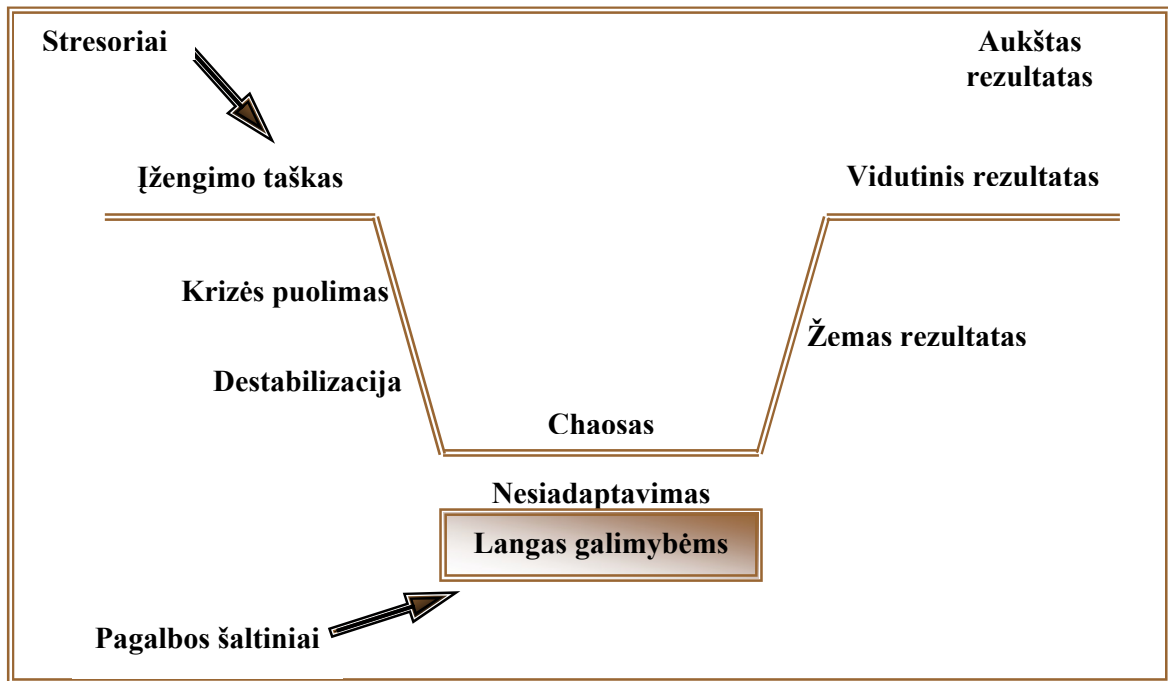 Stresoriai
Aukštas
rezultatas
Įžengimo taškas
Vidutinis rezultatas
Krizės puolimas
Žemas rezultatas
Destabilizacija
Chaosas
Nesiadaptavimas
Langas galimybėms
Pagalbos šaltiniai